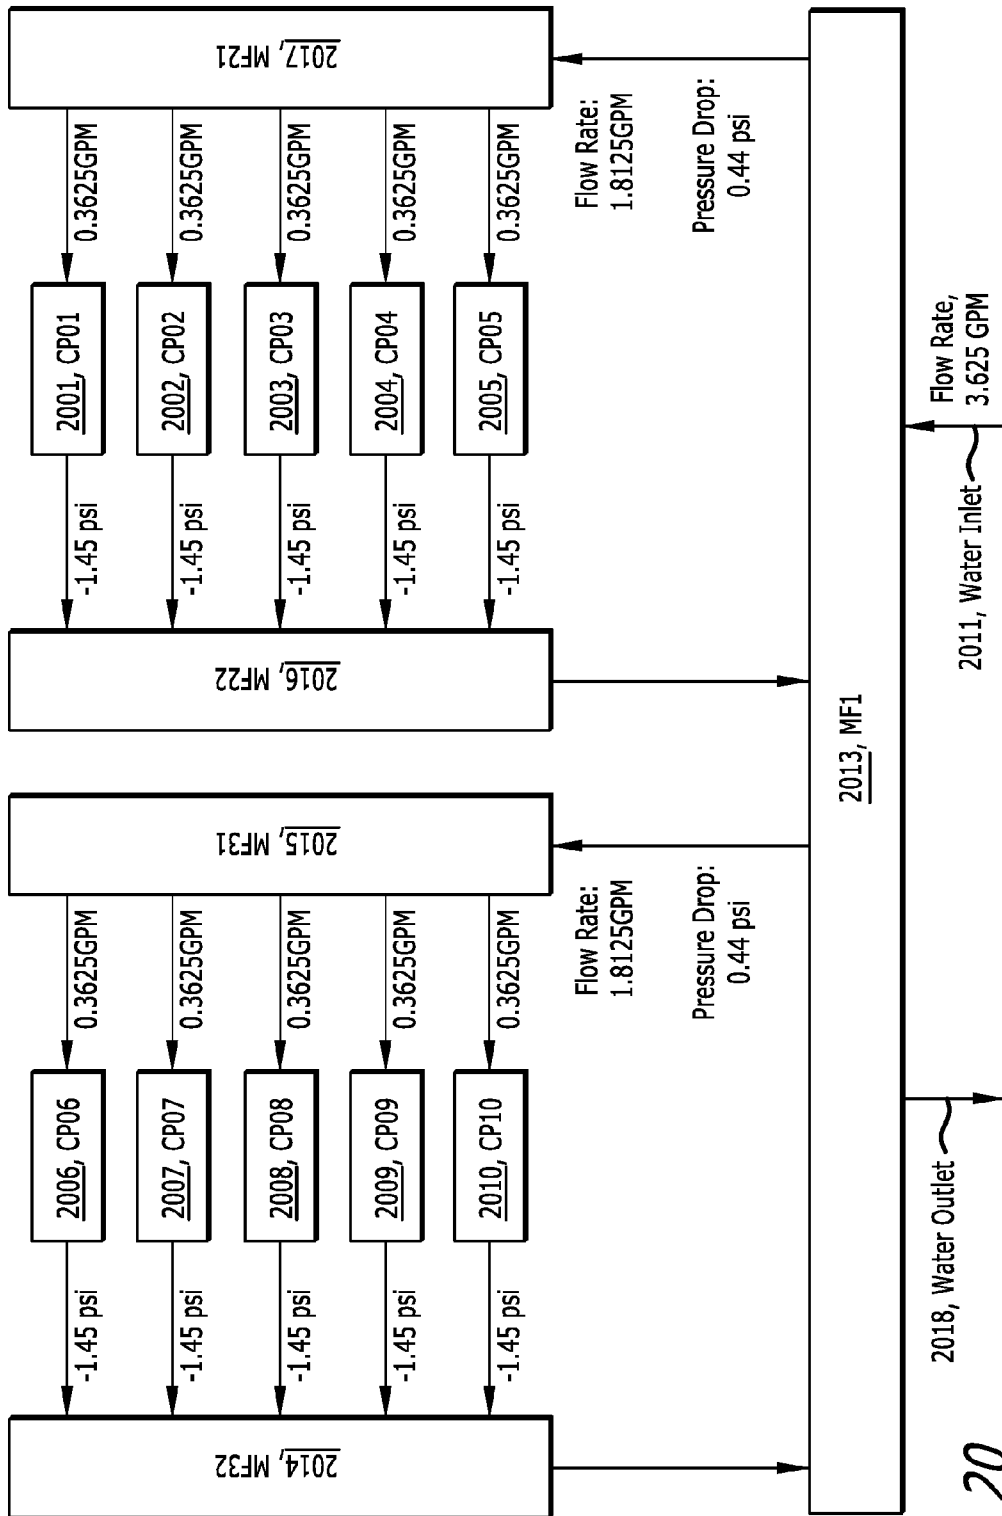 2017, MF21
0.3625GPM
0.3625GPM
0.3625GPM
0.3625GPM
0.3625GPM
2001, CP01
2002, CP02
2003, CP03
2004, CP04
2005, CP05
-1.45 psi
-1.45 psi
-1.45 psi
-1.45 psi
-1.45 psi
2016, MF22
Flow Rate:
1.8125GPM
Pressure Drop:
0.44 psi
2015, MF31
0.3625GPM
0.3625GPM
0.3625GPM
0.3625GPM
0.3625GPM
2006, CP06
2007, CP07
2008, CP08
2009, CP09
2010, CP10
-1.45 psi
-1.45 psi
-1.45 psi
-1.45 psi
-1.45 psi
2014, MF32
Flow Rate:
1.8125GPM
Pressure Drop:
0.44 psi
2013, MF1
Flow Rate,
3.625 GPM
2011, Water Inlet
2018, Water Outlet
20